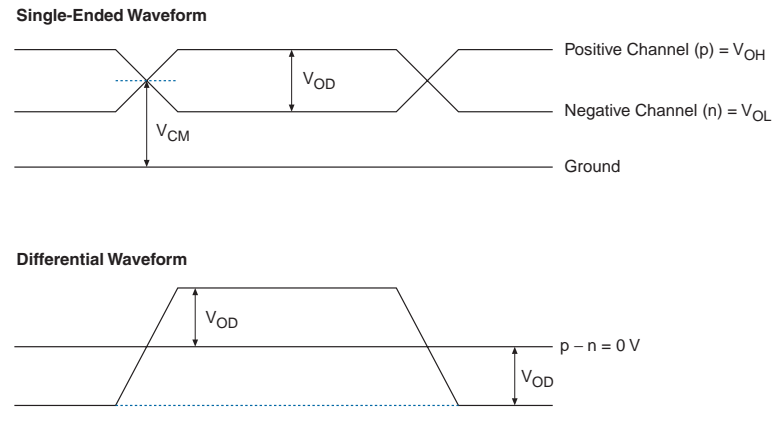 Single-Ended Waveform
Positive Channel (p) = VOH
VOD
Negative Channel (n) = VOL
VCM
Ground
Differential Waveform
VOD
p − n = 0 V
VOD